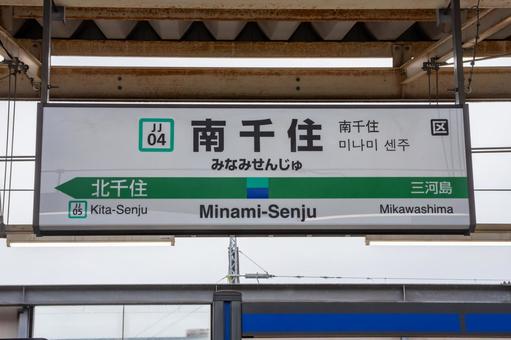 JJ
04
南千住
みなみせんじゅ
南千住
미나미 센주
区
北千住
三河島
JJ
05
Kita-Senju
Minami-Senju
Mikawashima